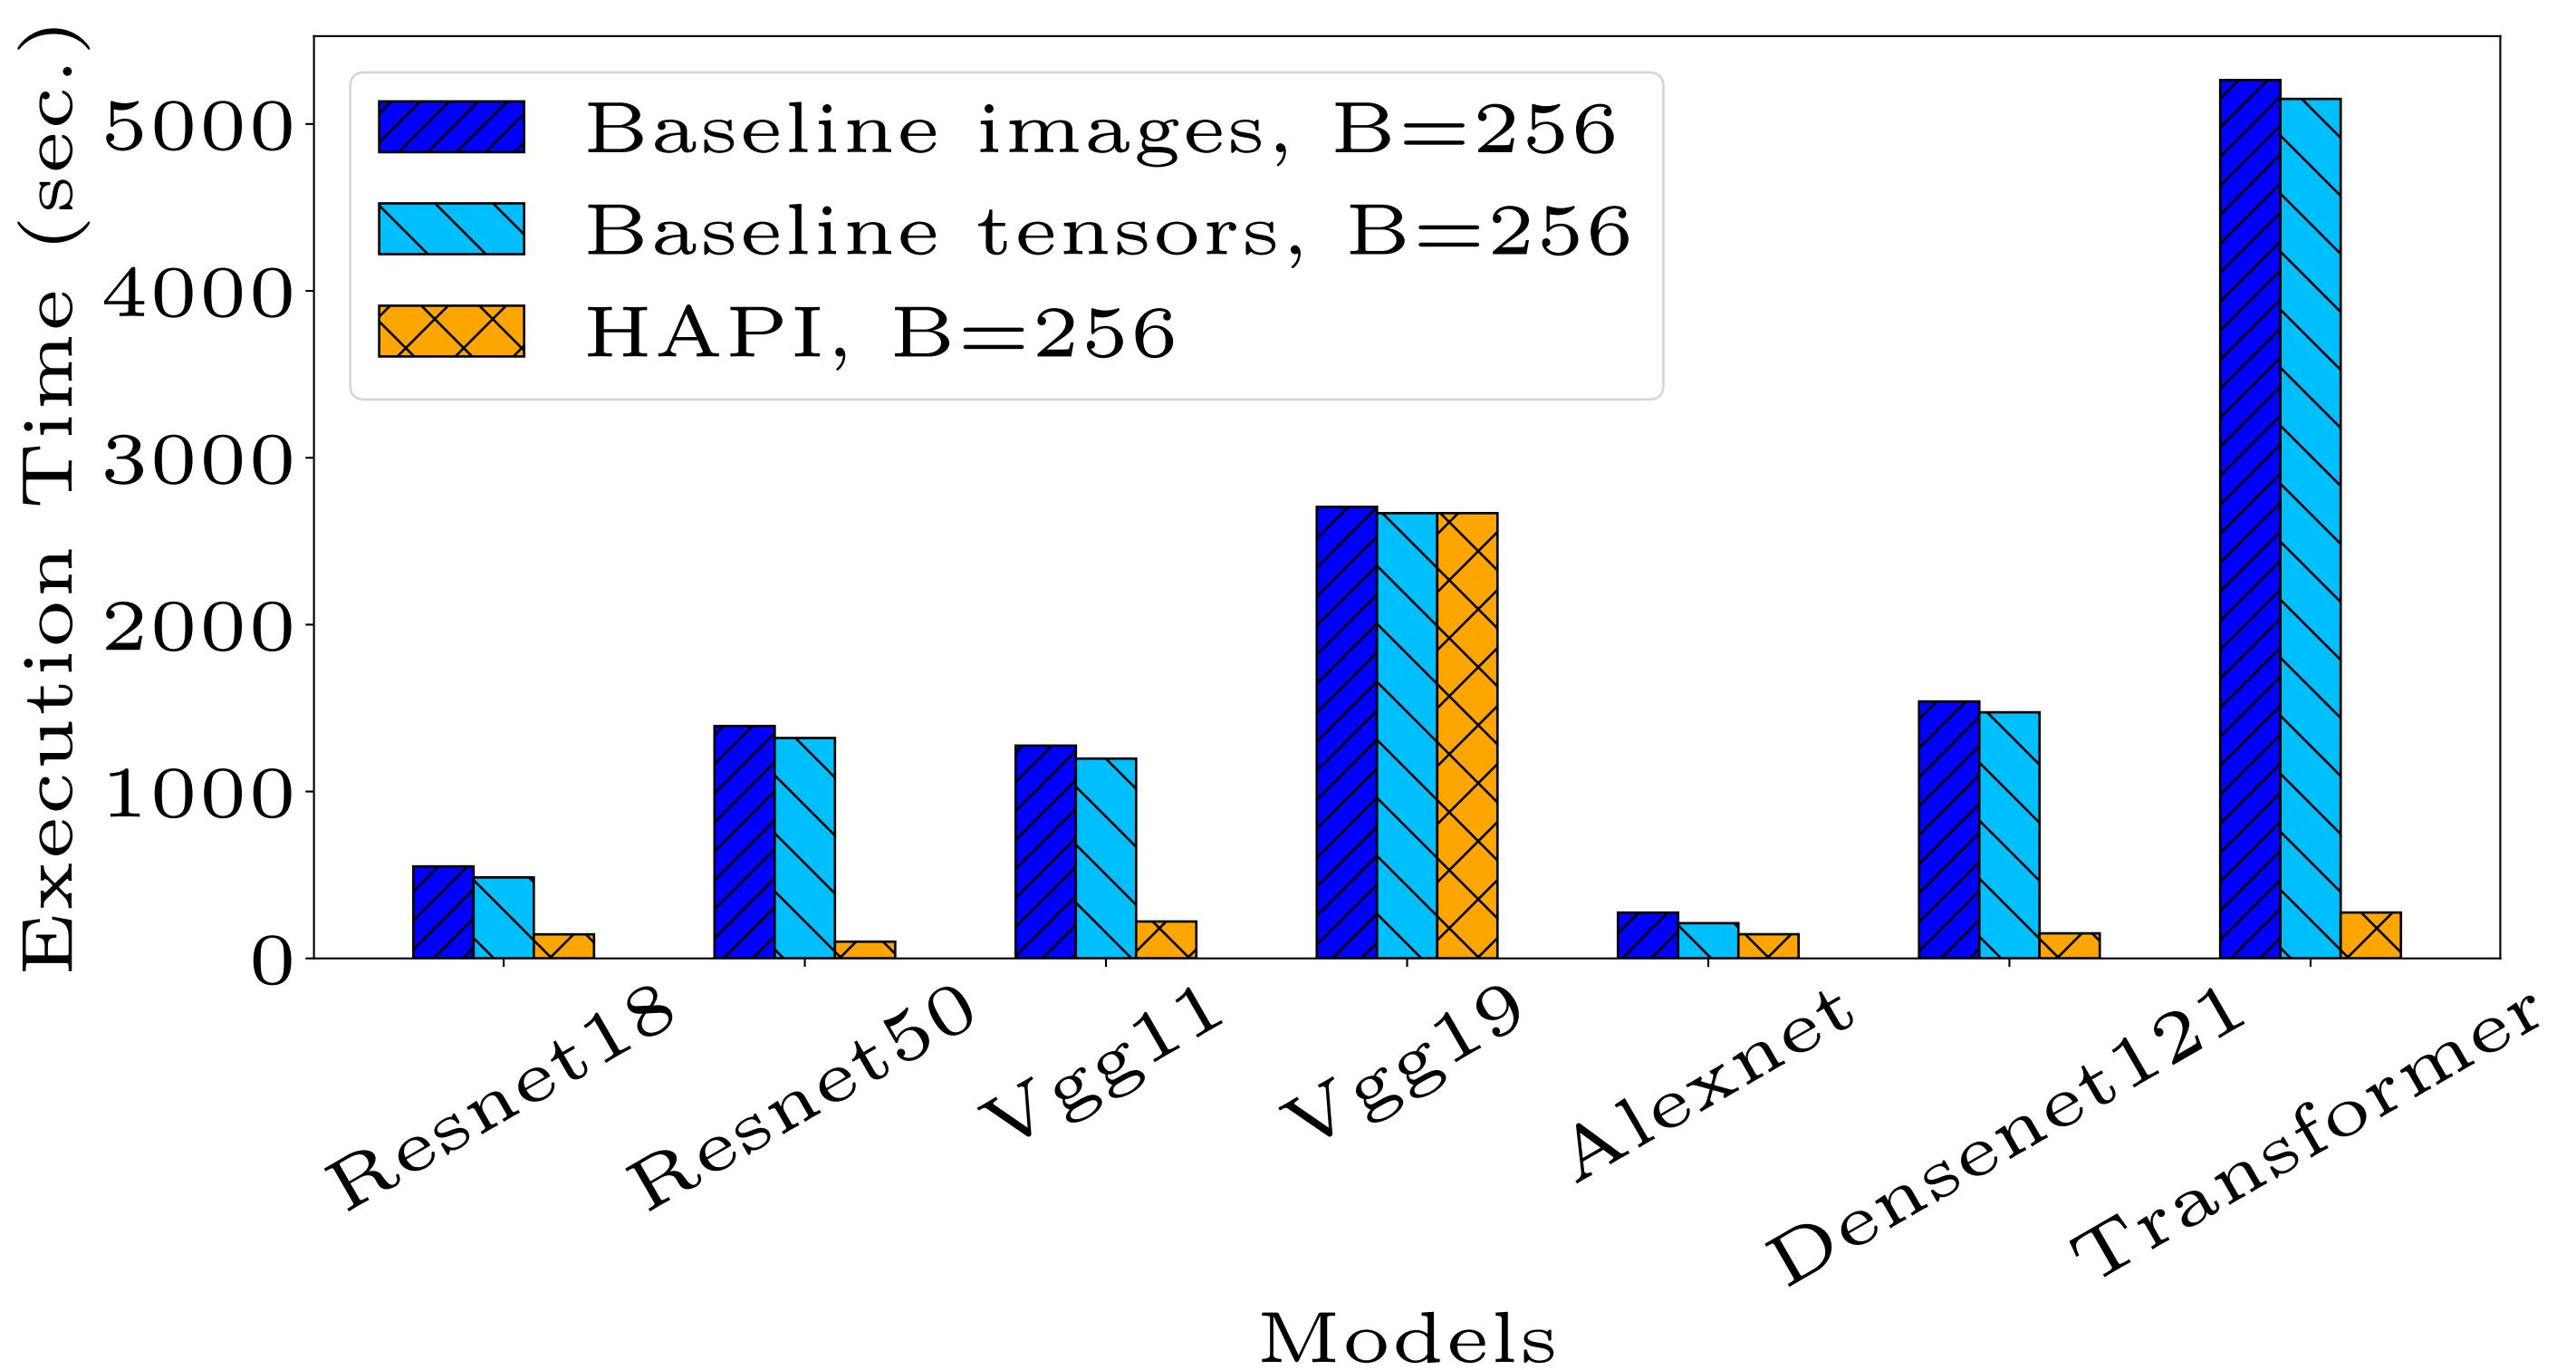 Execution Time (sec.)
5000
4000
3000
2000
1000
0
Baseline images, B=256
Baseline tensors, B=256
HAPI, B=256
Resnet18
Resnet50
Vgg11
Vgg19
Alexnet
Densenet121
Transformer
Models